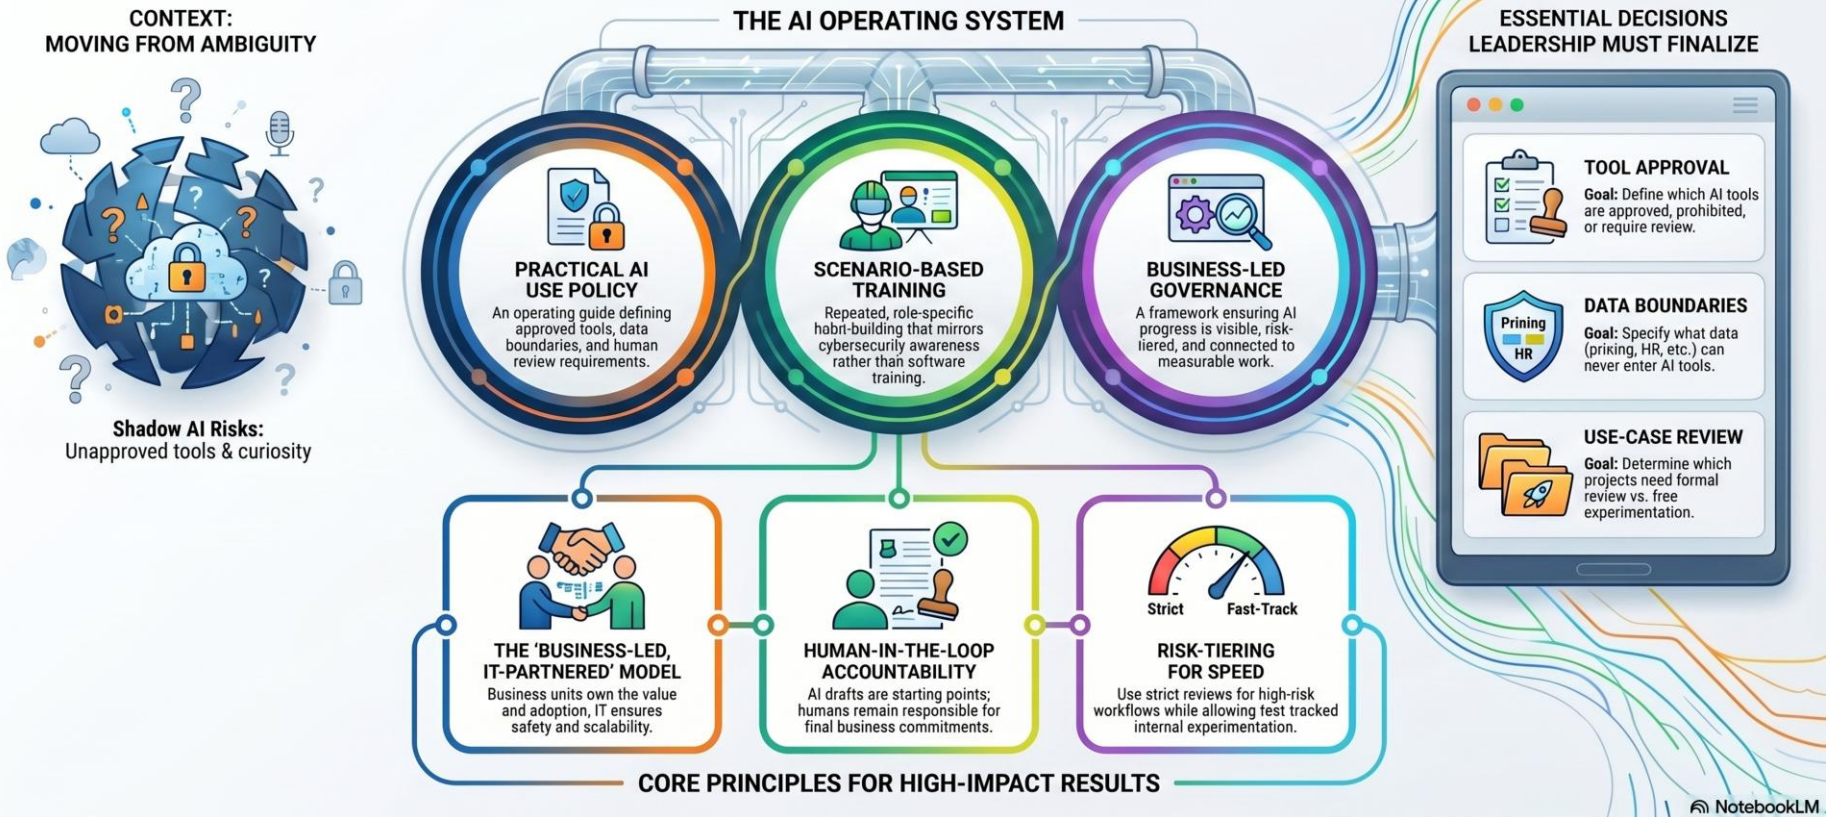 CONTEXT:
MOVING FROM AMBIGUITY
Shadow AI Risks:
Unapproved tools & curiosity
THE AI OPERATING SYSTEM
PRACTICAL AI
USE POLICY
An operating guide defining
approved tools, data
boundaries, and human
review requirements.
SCENARIO-BASED
TRAINING
Repeated, role-specific
habrt-building that mirrors
cybersecurily awareness
rather than software
training.
BUSINESS-LED
GOVERNANCE
A framework ensuring AI
progress is visible, risk-
liered, and connected to
measurable work.
THE ‘BUSINESS-LED,
IT-PARTNERED’ MODEL
Business units own the value
and adoption, IT ensures
safety and scalability.
HUMAN-IN-THE-LOOP
ACCOUNTABILITY
AI drafts are starting points;
humans remain responsible for
final business commitments.
Strict Fast-Track
RISK-TIERING
FOR SPEED
Use strict reviews for high-risk
workflows while allowing fest tracked
internal experimentation.
CORE PRINCIPLES FOR HIGH-IMPACT RESULTS
ESSENTIAL DECISIONS
LEADERSHIP MUST FINALIZE
TOOL APPROVAL
Goal: Define which AI tools
are approved, prohibited,
or require review.
Prining
HR
DATA BOUNDARIES
Goal: Specify what data
(priking, HR, etc.) can
never enter AI tools.
USE-CASE REVIEW
Goal: Determine which
projects need formal
review vs. free
experimentation.
NotebookLM